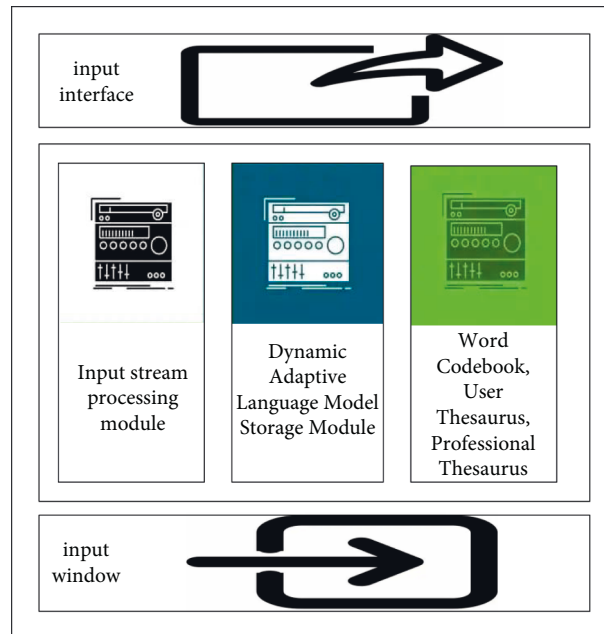 input
interface
Input stream
processing
module
Dynamic
Adaptive
Language Model
Storage Module
Word
Codebook,
User
Thesaurus,
Professional
Thesaurus
input
window